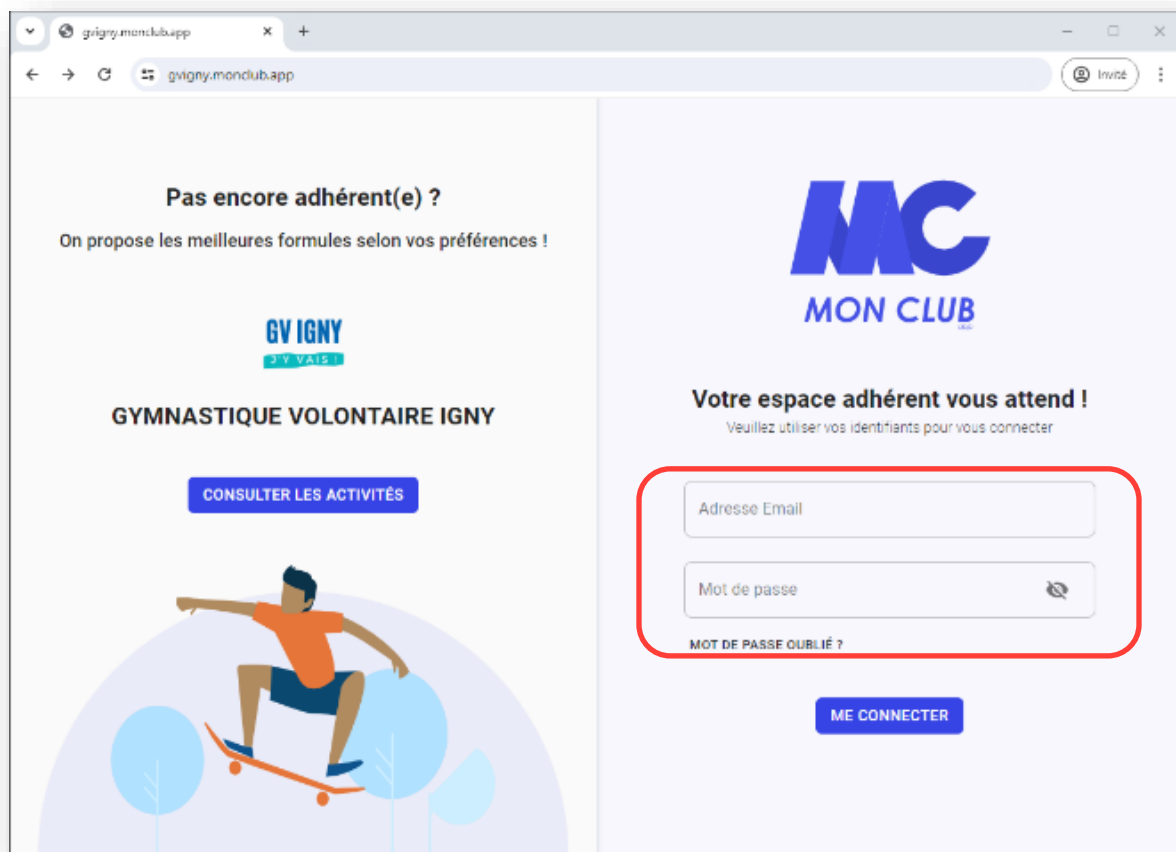 gvigny.monclub.app
gvigny.monclub.app
Invité
Pas encore adhérent(e) ?
On propose les meilleures formules selon vos préférences !
GV IGNY
J'Y VAIS !
GYMNASTIQUE VOLONTAIRE IGNY
CONSULTER LES ACTIVITÉS
MC
MON CLUB
Votre espace adhérent vous attend !
Veuillez utiliser vos identifiants pour vous connecter
Adresse Email
Mot de passe
MOT DE PASSE OUBLIÉ ?
ME CONNECTER